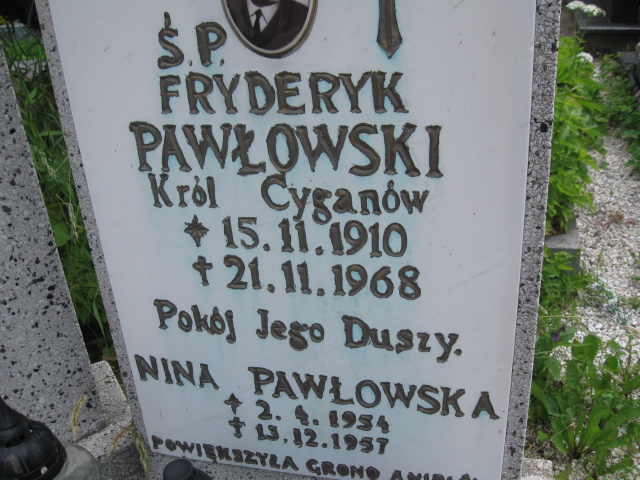 Ś.P.
FRYDERYK
PAWŁOWSKI
Król Cyganów
15.11.1910
† 21.11.1968
Pokój Jego Duszy.
NINA PAWŁOWSKA
† 2.4.1954
† 13.12.1957
POWIĘKSZYŁA GRONO